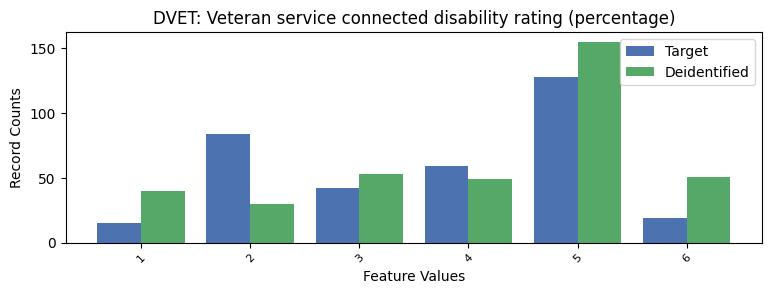 DVET: Veteran service connected disability rating (percentage)
Target
Deidentified
Record Counts
150
100
50
0
1 2 3 4 5 6
Feature Values